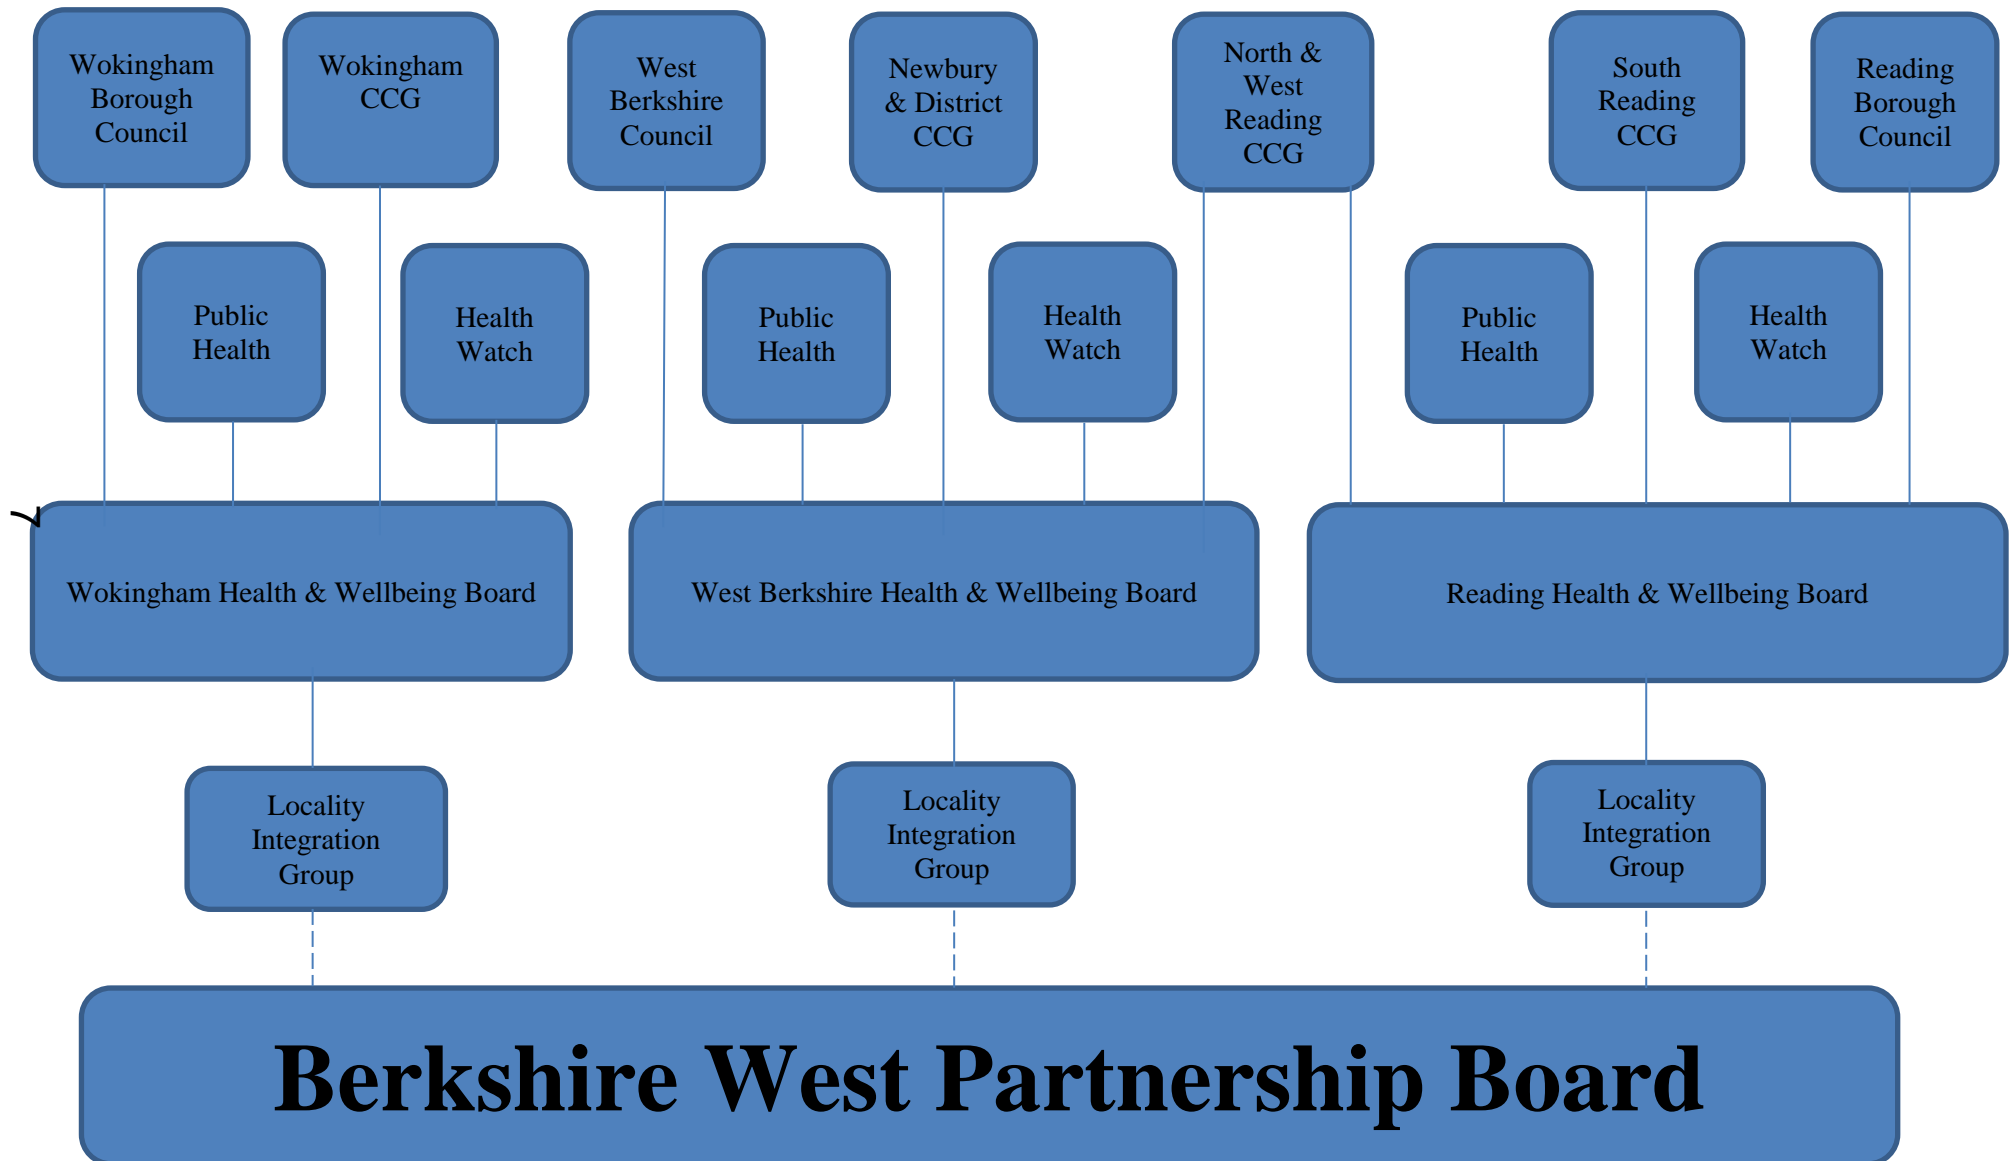 Wokingham
Borough
Council
Wokingham
CCG
West
Berkshire
Council
Newbury
& District
CCG
North &
West
Reading
CCG
South
Reading
CCG
Reading
Borough
Council
Public
Health
Health
Watch
Public
Health
Health
Watch
Public
Health
Health
Watch
Wokingham Health & Wellbeing Board
West Berkshire Health & Wellbeing Board
Reading Health & Wellbeing Board
Locality
Integration
Group
Locality
Integration
Group
Locality
Integration
Group
Berkshire West Partnership Board